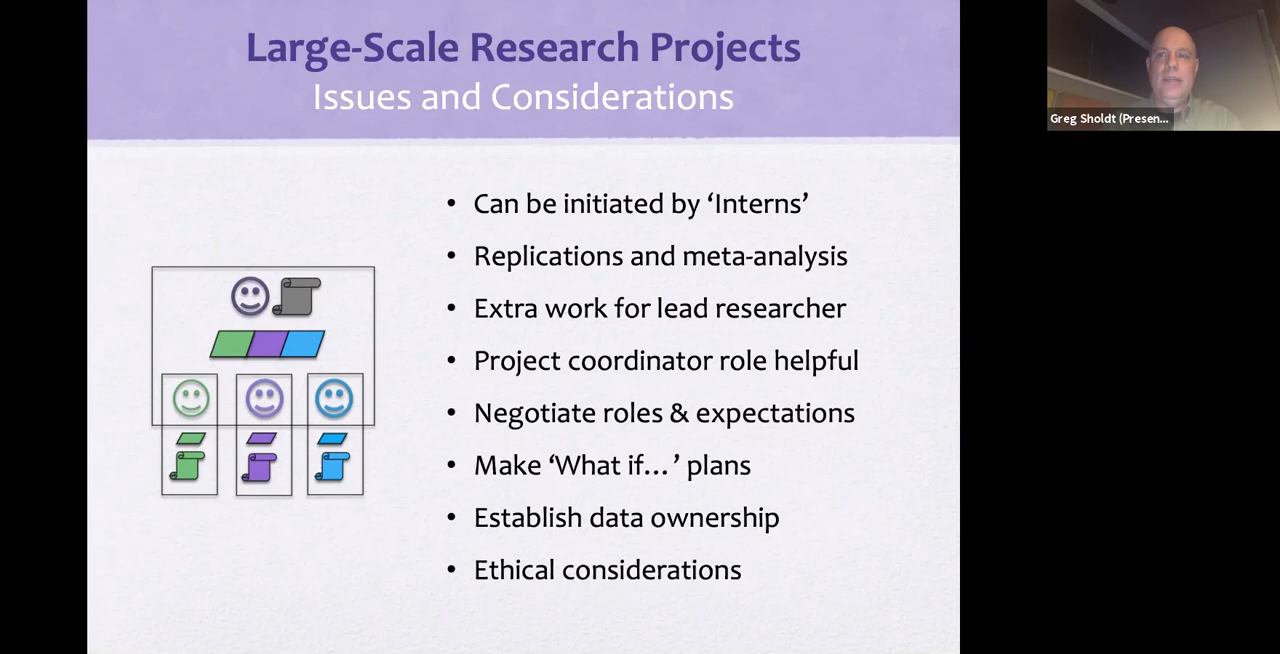 Large-Scale Research Projects
Issues and Considerations
Greg Sholdt (Presen...
• Can be initiated by ‘Interns’
• Replications and meta-analysis
• Extra work for lead researcher
• Project coordinator role helpful
• Negotiate roles & expectations
• Make ‘What if…’ plans
• Establish data ownership
• Ethical considerations